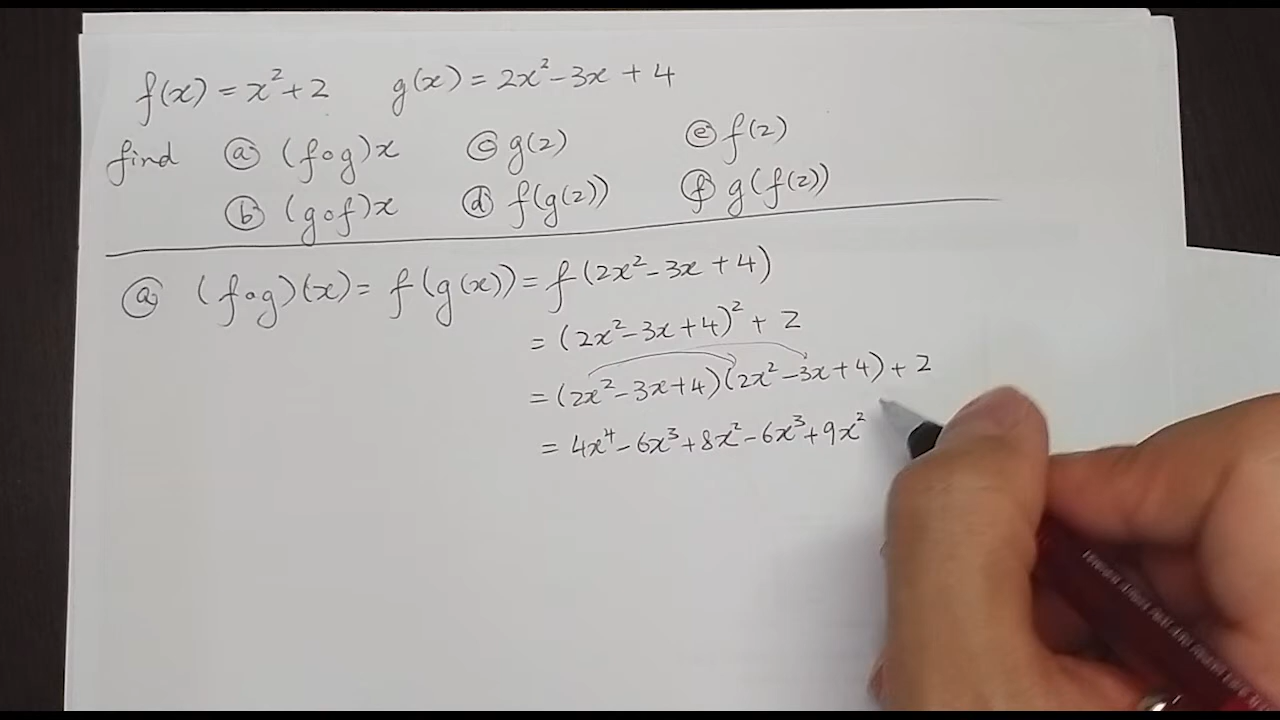 f(x) = x² + 2 g(x) = 2x² - 3x + 4
find ⓐ (f∘g)x ⓒ g(2) ⓔ f(2)
ⓑ (g∘f)x ⓓ f(g(2)) ⓕ g(f(2))
ⓐ (f∘g)(x) = f(g(x)) = f(2x² - 3x + 4)
= (2x² - 3x + 4)² + 2
= (2x² - 3x + 4)(2x² - 3x + 4) + 2
= 4x⁴ - 6x³ + 8x² - 6x³ + 9x²